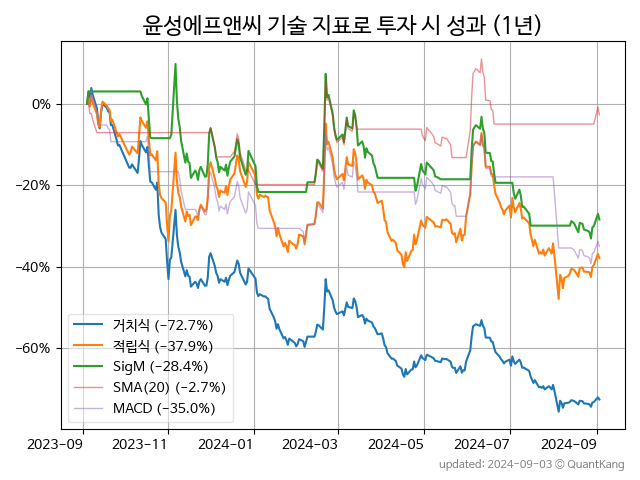 윤성에프앤씨 기술 지표로 투자 시 성과 (1년)
0%
−20%
−40%
−60%
거치식 (−72.7%)
적립식 (−37.9%)
SigM (−28.4%)
SMA(20) (−2.7%)
MACD (−35.0%)
2023-09 2023-11 2024-01 2024-03 2024-05 2024-07 2024-09
updated: 2024-09-03 © QuantKang